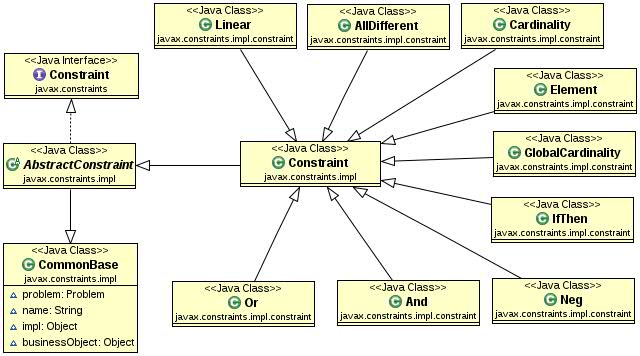 <<Java Class>>
Linear
javax.constraints.impl.constraint
<<Java Class>>
AllDifferent
javax.constraints.impl.constraint
<<Java Class>>
Cardinality
javax.constraints.impl.constraint
<<Java Interface>>
Constraint
javax.constraints
<<Java Class>>
Element
javax.constraints.impl.constraint
<<Java Class>>
AbstractConstraint
javax.constraints.impl
<<Java Class>>
Constraint
javax.constraints.impl
<<Java Class>>
GlobalCardinality
javax.constraints.impl.constraint
<<Java Class>>
IfThen
javax.constraints.impl.constraint
<<Java Class>>
CommonBase
javax.constraints.impl
problem: Problem
name: String
impl: Object
businessObject: Object
<<Java Class>>
Or
javax.constraints.impl.constraint
<<Java Class>>
And
javax.constraints.impl.constraint
<<Java Class>>
Neg
javax.constraints.impl.constraint